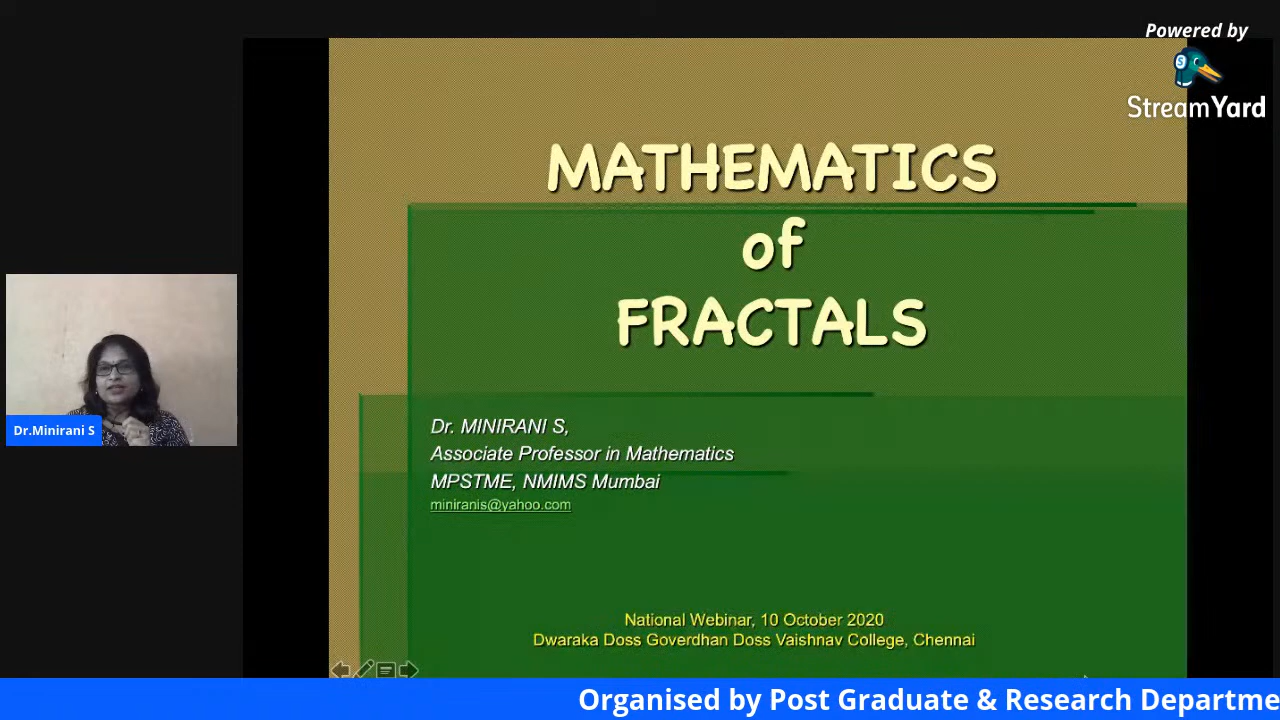 Powered by
StreamYard
MATHEMATICS
of
FRACTALS
Dr. MINIRANI S,
Associate Professor in Mathematics
MPSTME, NMIMS Mumbai
miniranis@yahoo.com
Dr.Minirani S
National Webinar, 10 October 2020
Dwaraka Doss Goverdhan Doss Vaishnav College, Chennai
Organised by Post Graduate & Research Departme